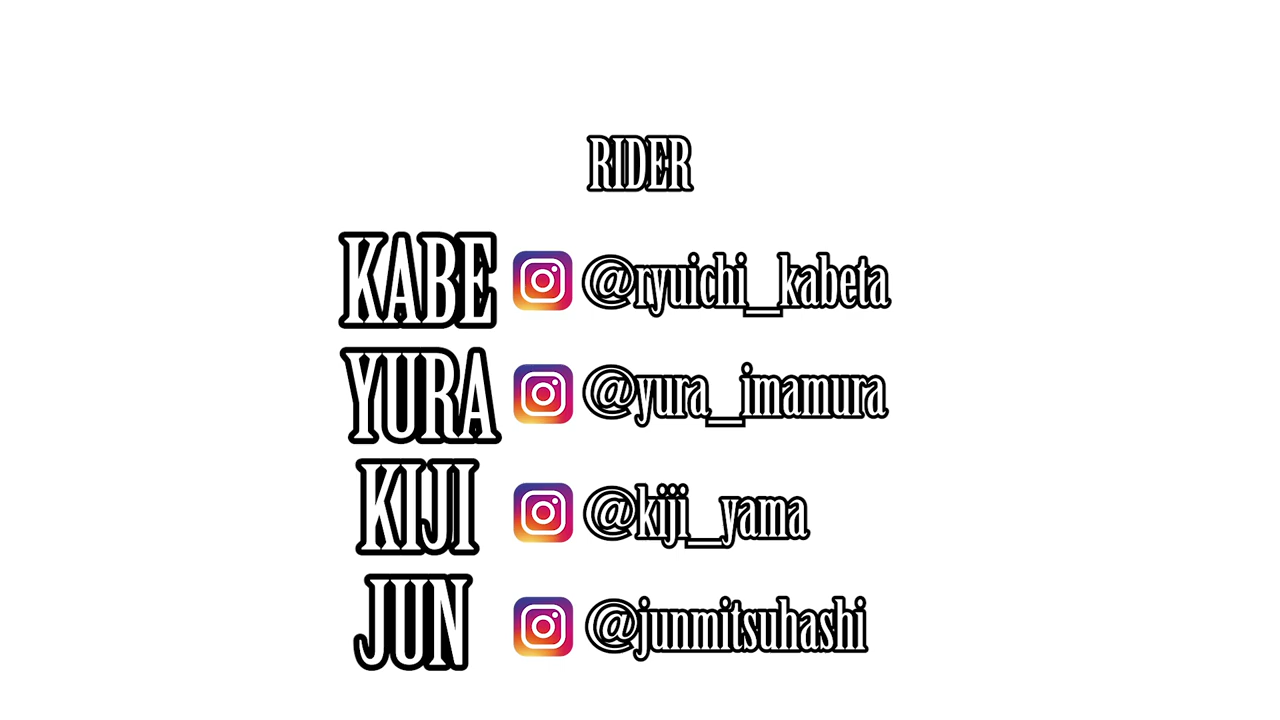 RIDER
KABE @ryuichi_kabeta
YURA @yura_imamura
KIJI @kiji_yama
JUN @junmitsuhashi